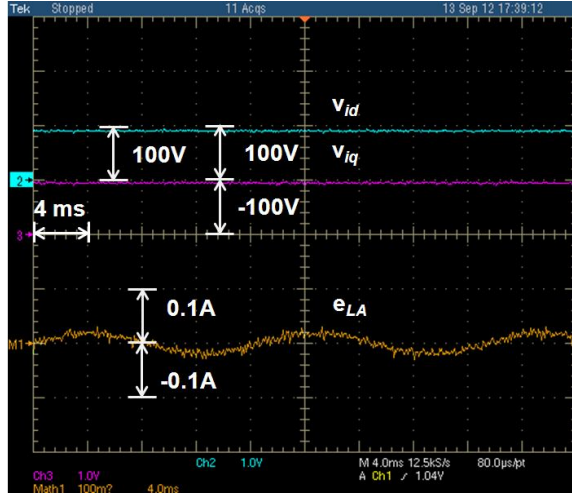 Tek Stopped 11 Acqs 13 Sep 12 17:39:12
v_id
100V 100V v_iq
2
4 ms -100V
3
0.1A e_LA
M1
-0.1A
Ch2 1.0V M 4.0ms 12.5kS/s 80.0µs/pt
Ch3 1.0V A Ch1 ∕ 1.04V
Math1 100m? 4.0ms